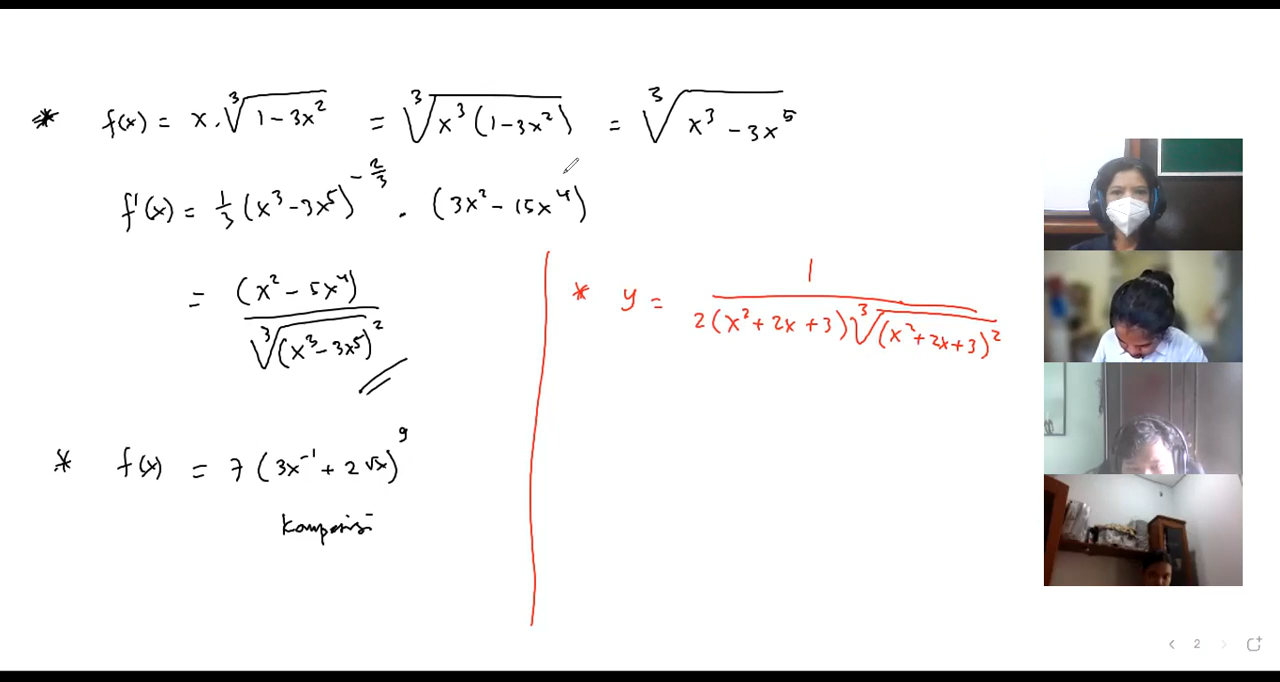 * f(x) = x . ∛(1-3x²) = ∛(x³(1-3x²)) = ∛(x³-3x⁵)
f'(x) = 1/3 (x³-3x⁵)^(-2/3) . (3x²-15x⁴)
= (x²-5x⁴) / ∛((x³-3x⁵)²)
* f(x) = 7(3x⁻¹+2√x)⁹
komposisi
* y = 1 / (2(x²+2x+3)∛((x²+2x+3)²))
< 2 >